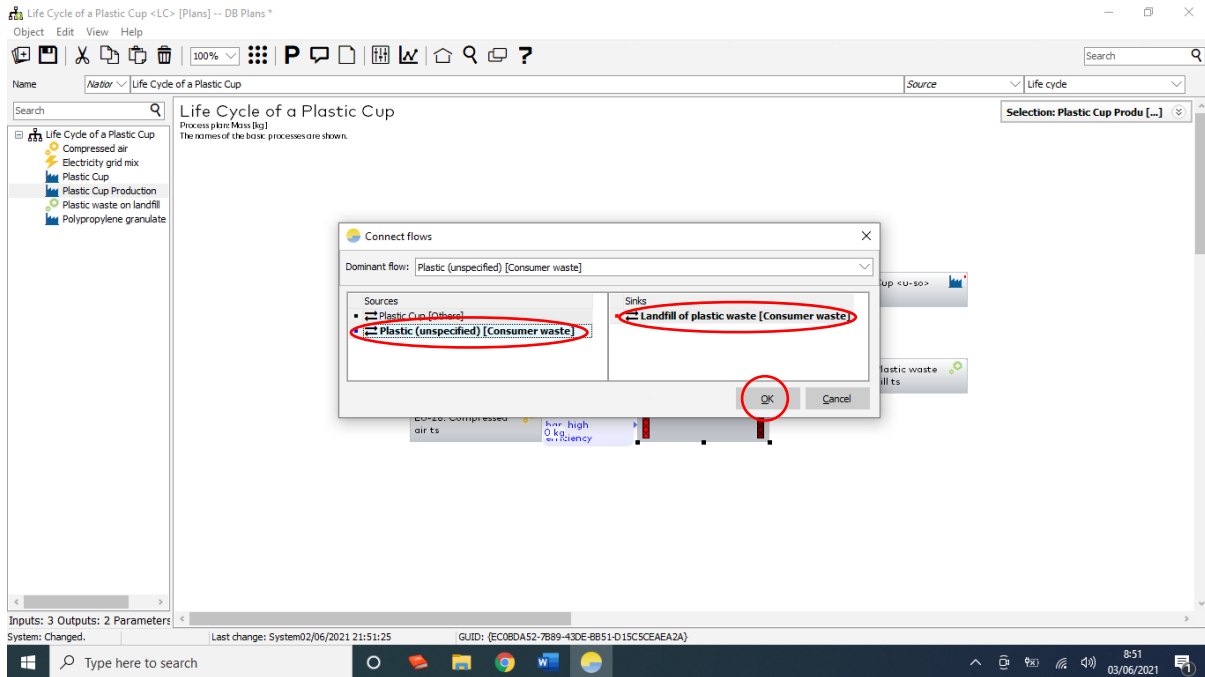 Life Cycle of a Plastic Cup <LC> [Plans] -- DB Plans *
Object Edit View Help
100% P ?
Search
Name Nation Life Cycle of a Plastic Cup Source Life cycle
Search
Life Cycle of a Plastic Cup
Compressed air
Electricity grid mix
Plastic Cup
Plastic Cup Production
Plastic waste on landfill
Polypropylene granulate
Life Cycle of a Plastic Cup
Process plan: Mass [kg]
The names of the basic processes are shown.
Selection: Plastic Cup Produ [...]
Connect flows
Dominant flow: Plastic (unspecified) [Consumer waste]
Sources
Plastic Cup [Others]
Plastic (unspecified) [Consumer waste]
Sinks
Landfill of plastic waste [Consumer waste]
OK Cancel
Cup <u-so>
lastic waste
ill ts
EU-28: Compressed
air ts
bar, high
0 kg
efficiency
Inputs: 3 Outputs: 2 Parameters
System: Changed. Last change: System02/06/2021 21:51:25 GUID: {EC0BDA52-7B89-43DE-BB51-D15C5CEAEA2A}
Type here to search
8:51
03/06/2021
1